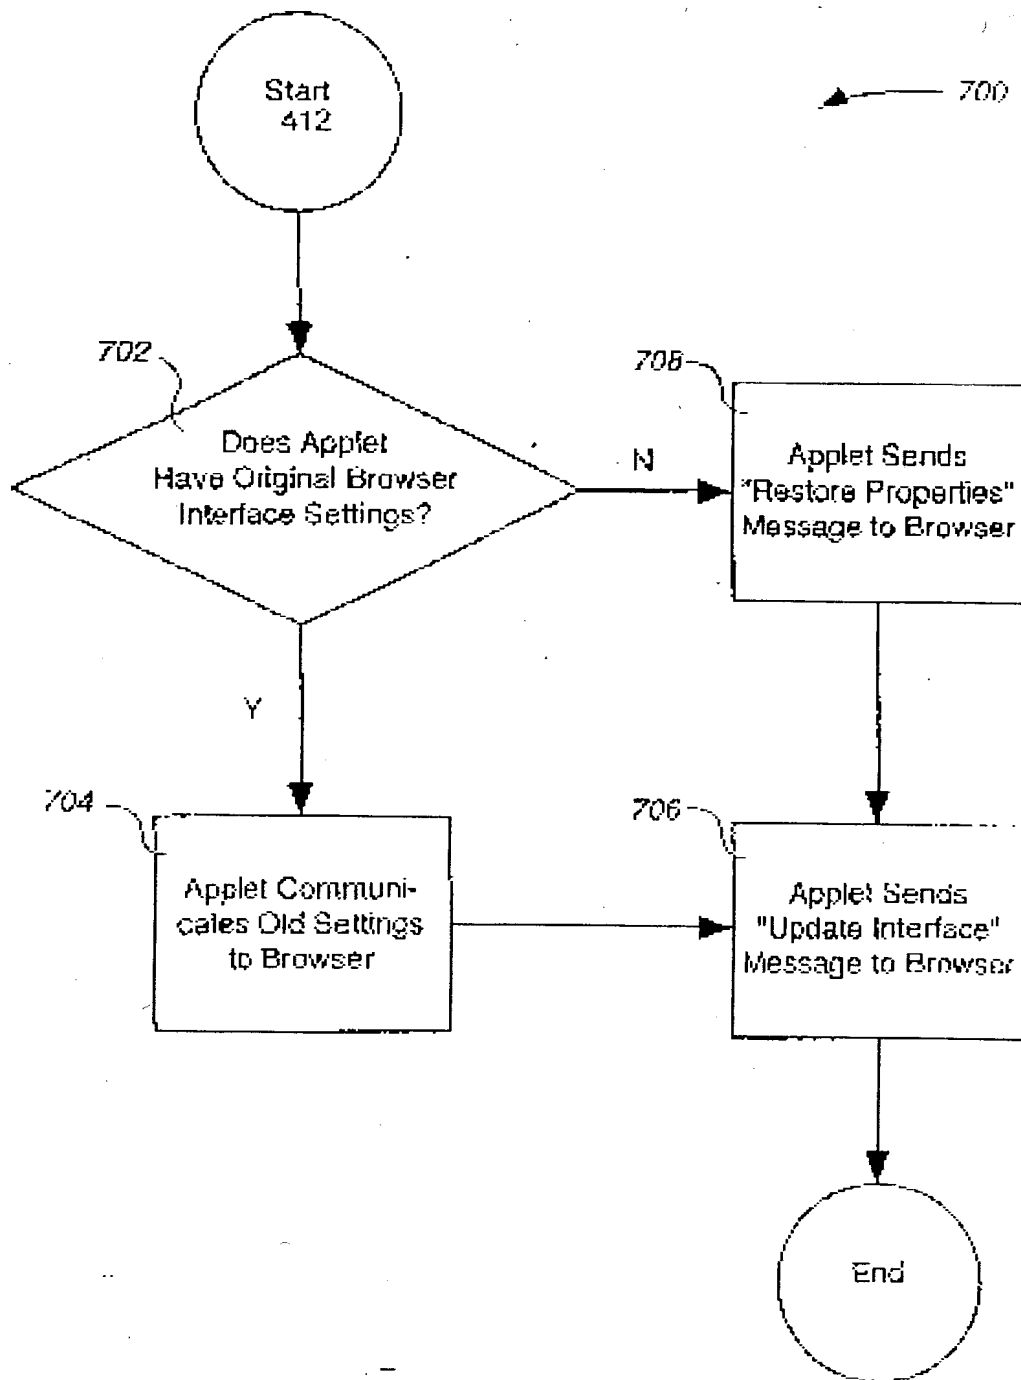 Start
412
700
702
Does Applet
Have Original Browser
Interface Settings?
N
708
Applet Sends
"Restore Properties"
Message to Browser
Y
704
Applet Communi-
cates Old Settings
to Browser
706
Applet Sends
"Update Interface"
Message to Browser
End